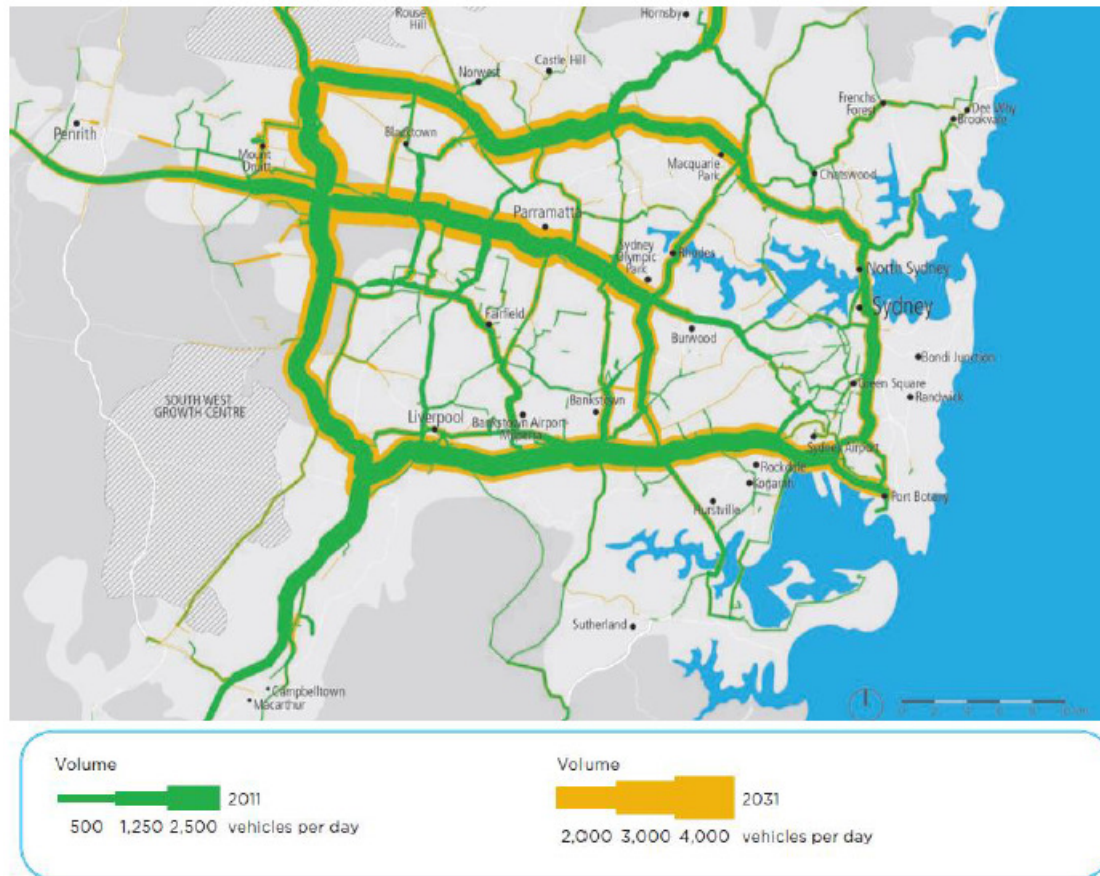 Rouse
Hill
Hornsby
Castle Hill
Norwest
Frenchs
Forest
Dee Why
Brookvale
Penrith
Blacktown
Mount
Druitt
Macquarie
Park
Chatswood
Parramatta
Sydney
Olympic
Park
Rhodes
North Sydney
Sydney
Fairfield
Burwood
Bondi Junction
Green Square
Randwick
SOUTH WEST
GROWTH CENTRE
Liverpool
Bankstown
Bankstown Airport-
Sydney Airport
Rockdale
Kogarah
Hurstville
Port Botany
Sutherland
Campbelltown
Macarthur
Volume
2011
500 1,250 2,500 vehicles per day
Volume
2031
2,000 3,000 4,000 vehicles per day